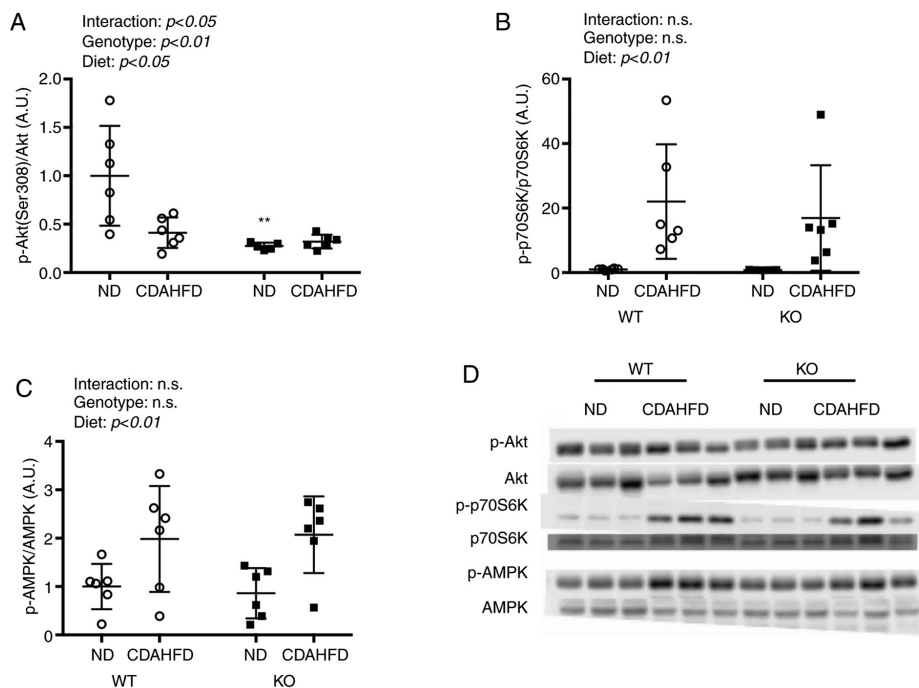 A
Interaction: p<0.05
Genotype: p<0.01
Diet: p<0.05
p-Akt(Ser308)/Akt (A.U.)
2.0
1.5
1.0
0.5
0.0
**
ND CDAHFD ND CDAHFD
B
Interaction: n.s.
Genotype: n.s.
Diet: p<0.01
p-p70S6K/p70S6K (A.U.)
60
40
20
0
ND CDAHFD ND CDAHFD
WT KO
C
Interaction: n.s.
Genotype: n.s.
Diet: p<0.01
p-AMPK/AMPK (A.U.)
4
3
2
1
0
ND CDAHFD ND CDAHFD
WT KO
D
WT KO
ND CDAHFD ND CDAHFD
p-Akt
Akt
p-p70S6K
p70S6K
p-AMPK
AMPK